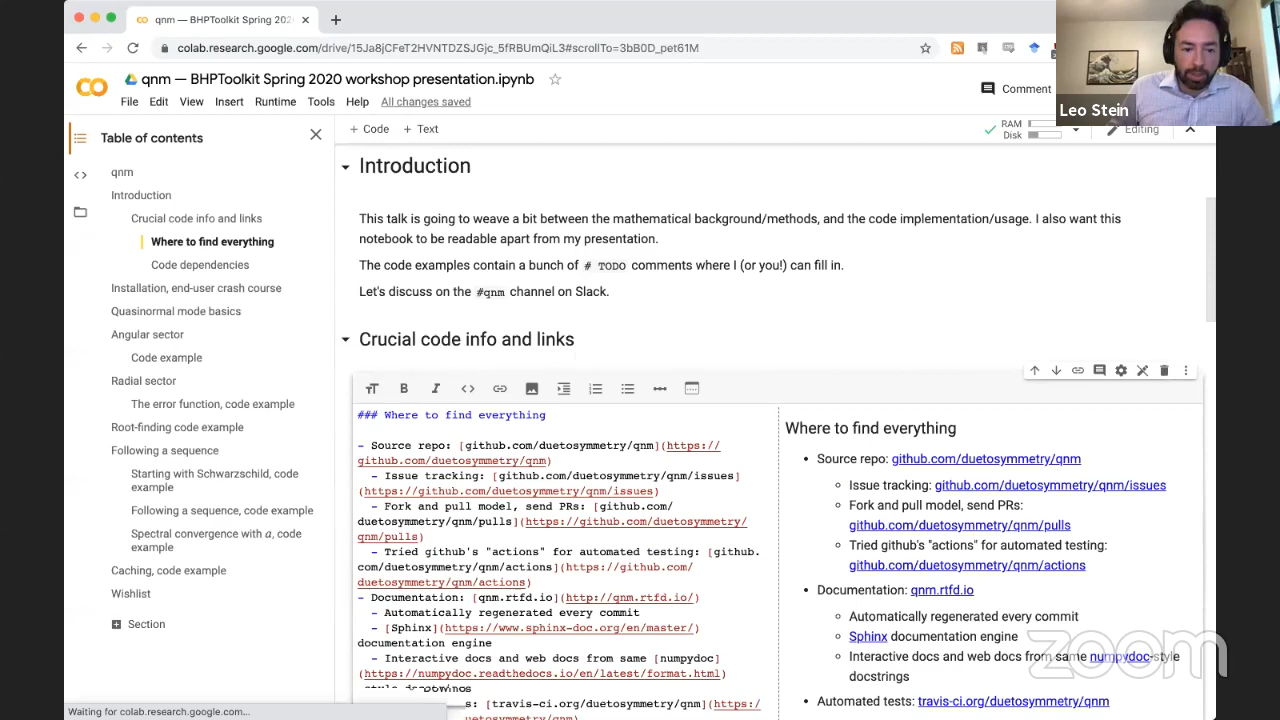 qnm — BHPToolkit Spring 202
colab.research.google.com/drive/15Ja8jCFeT2HVNTDZSJGjc_5fRBUmQiL3#scrollTo=3bB0D_pet61M
qnm — BHPToolkit Spring 2020 workshop presentation.ipynb
File Edit View Insert Runtime Tools Help All changes saved
Comment
Leo Stein
Table of contents
qnm
Introduction
Crucial code info and links
Where to find everything
Code dependencies
Installation, end-user crash course
Quasinormal mode basics
Angular sector
Code example
Radial sector
The error function, code example
Root-finding code example
Following a sequence
Starting with Schwarzschild, code
example
Following a sequence, code example
Spectral convergence with a, code
example
Caching, code example
Wishlist
Section
+ Code + Text
RAM
Disk
Editing
Introduction
This talk is going to weave a bit between the mathematical background/methods, and the code implementation/usage. I also want this
notebook to be readable apart from my presentation.
The code examples contain a bunch of # TODO comments where I (or you!) can fill in.
Let's discuss on the #qnm channel on Slack.
Crucial code info and links
### Where to find everything
- Source repo: [github.com/duetosymmetry/qnm](https://
github.com/duetosymmetry/qnm)
- Issue tracking: [github.com/duetosymmetry/qnm/issues]
(https://github.com/duetosymmetry/qnm/issues)
- Fork and pull model, send PRs: [github.com/
duetosymmetry/qnm/pulls](https://github.com/duetosymmetry/
qnm/pulls)
- Tried github's "actions" for automated testing: [github.
com/duetosymmetry/qnm/actions](https://github.com/
duetosymmetry/qnm/actions)
- Documentation: [qnm.rtfd.io](http://qnm.rtfd.io/)
- Automatically regenerated every commit
- [Sphinx](https://www.sphinx-doc.org/en/master/)
documentation engine
- Interactive docs and web docs from same [numpydoc]
(https://numpydoc.readthedocs.io/en/latest/format.html)
s: [travis-ci.org/duetosymmetry/qnm](https:/
etosymmetry/qnm)
Where to find everything
• Source repo: github.com/duetosymmetry/qnm
◦ Issue tracking: github.com/duetosymmetry/qnm/issues
◦ Fork and pull model, send PRs:
github.com/duetosymmetry/qnm/pulls
◦ Tried github's "actions" for automated testing:
github.com/duetosymmetry/qnm/actions
• Documentation: qnm.rtfd.io
◦ Automatically regenerated every commit
◦ Sphinx documentation engine
◦ Interactive docs and web docs from same numpydoc-style
docstrings
• Automated tests: travis-ci.org/duetosymmetry/qnm
zoom
Waiting for colab.research.google.com...